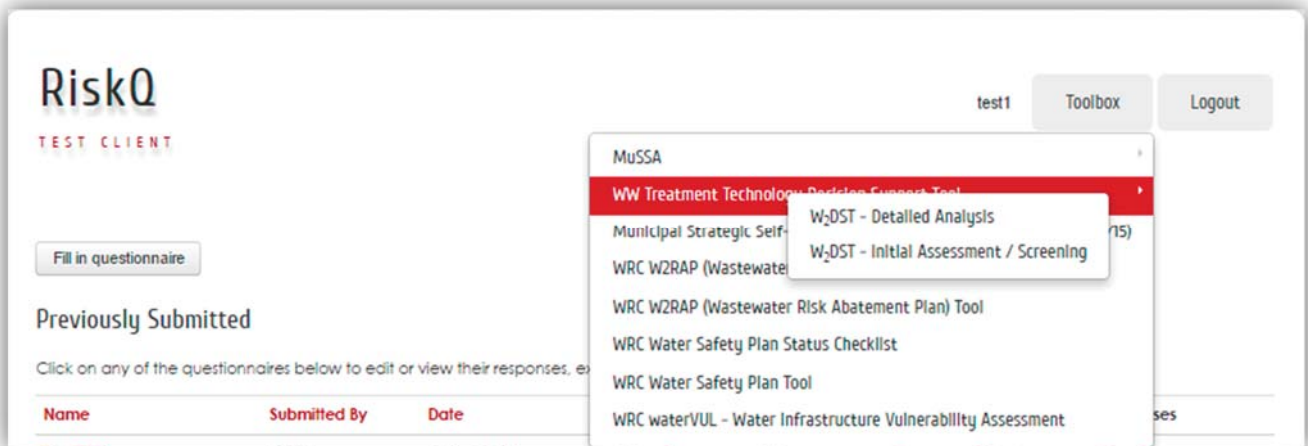 RiskQ
TEST CLIENT
test1 Toolbox Logout
MuSSA
WW Treatment Technology Decision Support Tool
W₂DST - Detailed Analysis
Municipal Strategic Self- /15)
W₂DST - Initial Assessment / Screening
Fill in questionnaire
WRC W2RAP (Wastewate
WRC W2RAP (Wastewater Risk Abatement Plan) Tool
Previously Submitted
WRC Water Safety Plan Status Checklist
Click on any of the questionnaires below to edit or view their responses, ex
WRC Water Safety Plan Tool
Name Submitted By Date ses
WRC waterVUL - Water Infrastructure Vulnerability Assessment